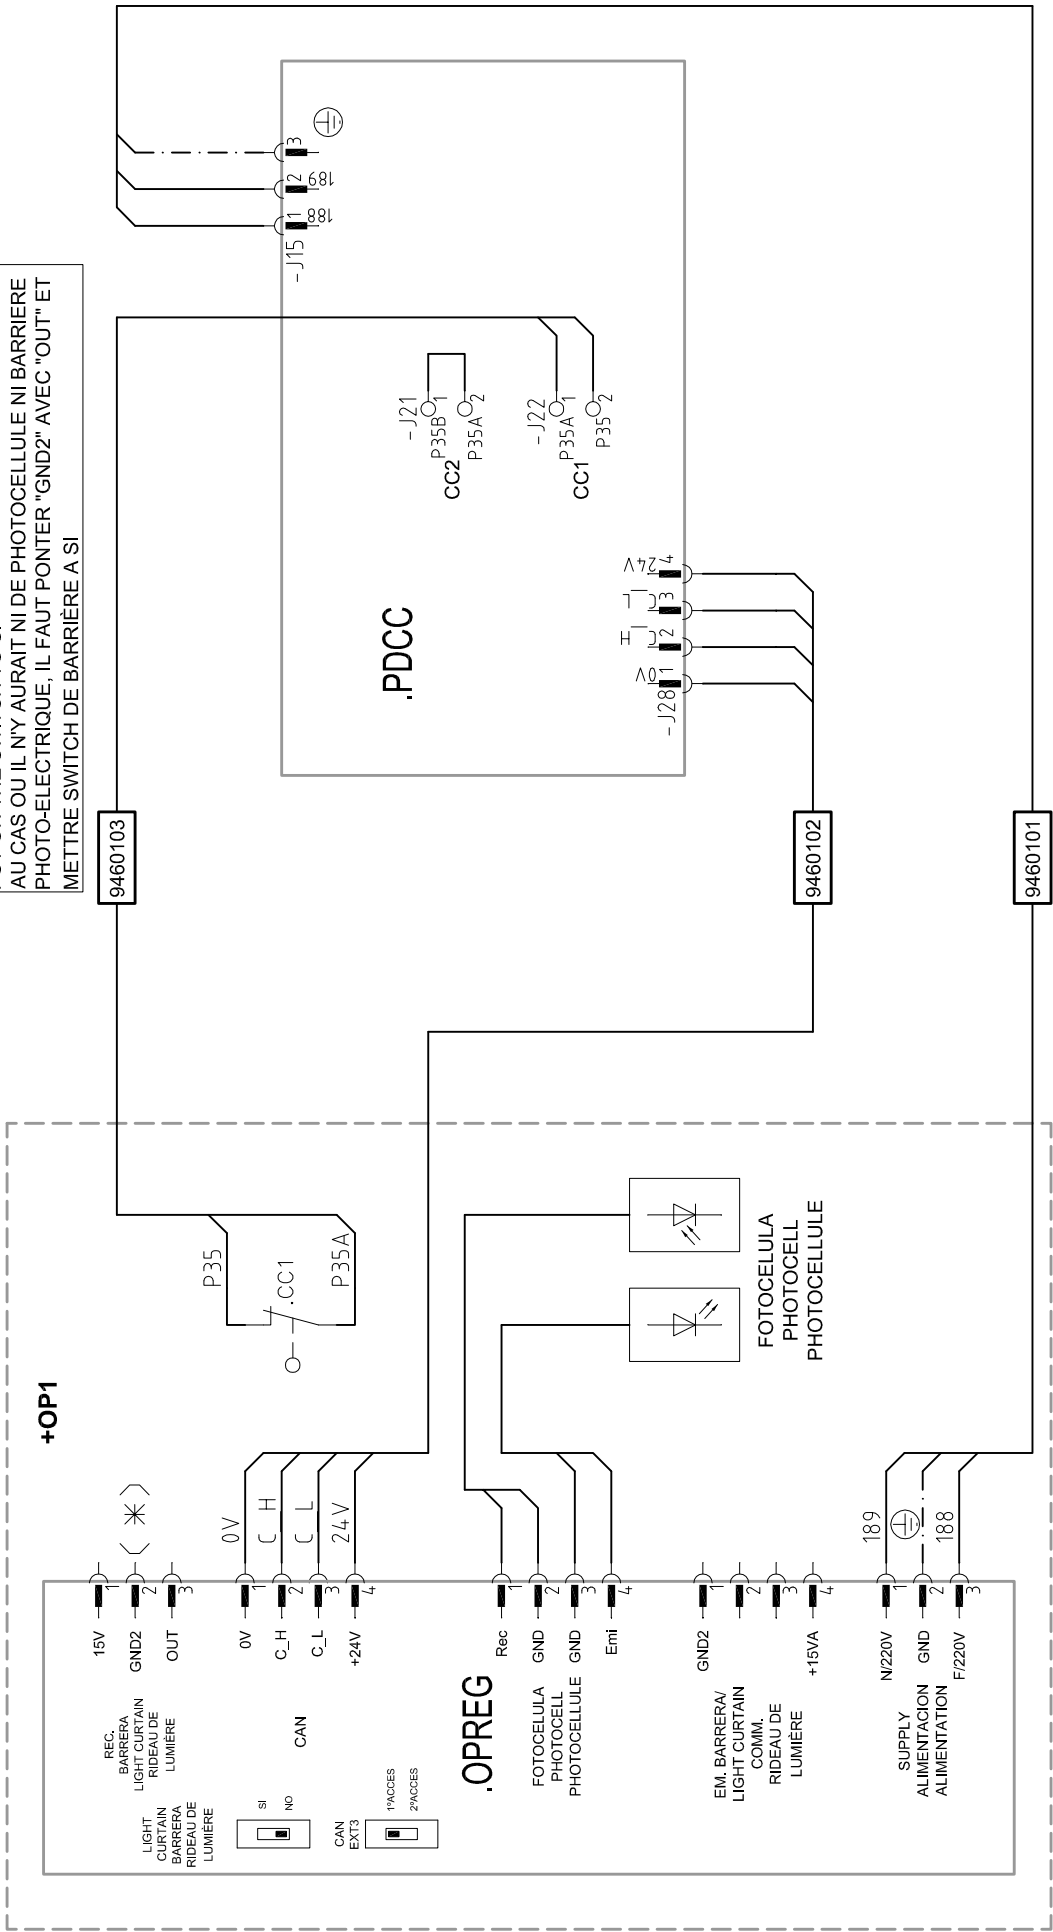 AU CAS OU IL N'Y AURAIT NI DE PHOTOCELLULE NI BARRIERE
PHOTO-ELECTRIQUE, IL FAUT PONTER "GND2" AVEC "OUT" ET
METTRE SWITCH DE BARRIÈRE A SI
+OP1
15V
1
GND2
2
(*)
OUT
3
REC.
BARRERA
LIGHT CURTAIN
RIDEAU DE
LUMIÈRE
LIGHT
CURTAIN
BARRERA
RIDEAU DE
LUMIÈRE
SI
NO
CAN
EXT3
1ºACCES
2ºACCES
CAN
0V
1
0V
C_H
2
C_H
C_L
3
C_L
+24V
4
24V
P35
.CC1
P35A
.OPREG
FOTOCELULA
PHOTOCELL
PHOTOCELLULE
Rec
1
GND
2
GND
3
Emi
4
FOTOCELULA
PHOTOCELL
PHOTOCELLULE
EM. BARRERA/
LIGHT CURTAIN
COMM.
RIDEAU DE
LUMIÈRE
GND2
1
2
3
+15VA
4
SUPPLY
ALIMENTACION
ALIMENTATION
N/220V
1
189
GND
2
F/220V
3
188
9460103
9460102
9460101
.PDCC
-J15
1
188
2
189
3
-J21
P35B
1
P35A
2
CC2
-J22
P35A
1
P35
2
CC1
-J28
1
0V
2
C_H
3
C_L
4
+24V